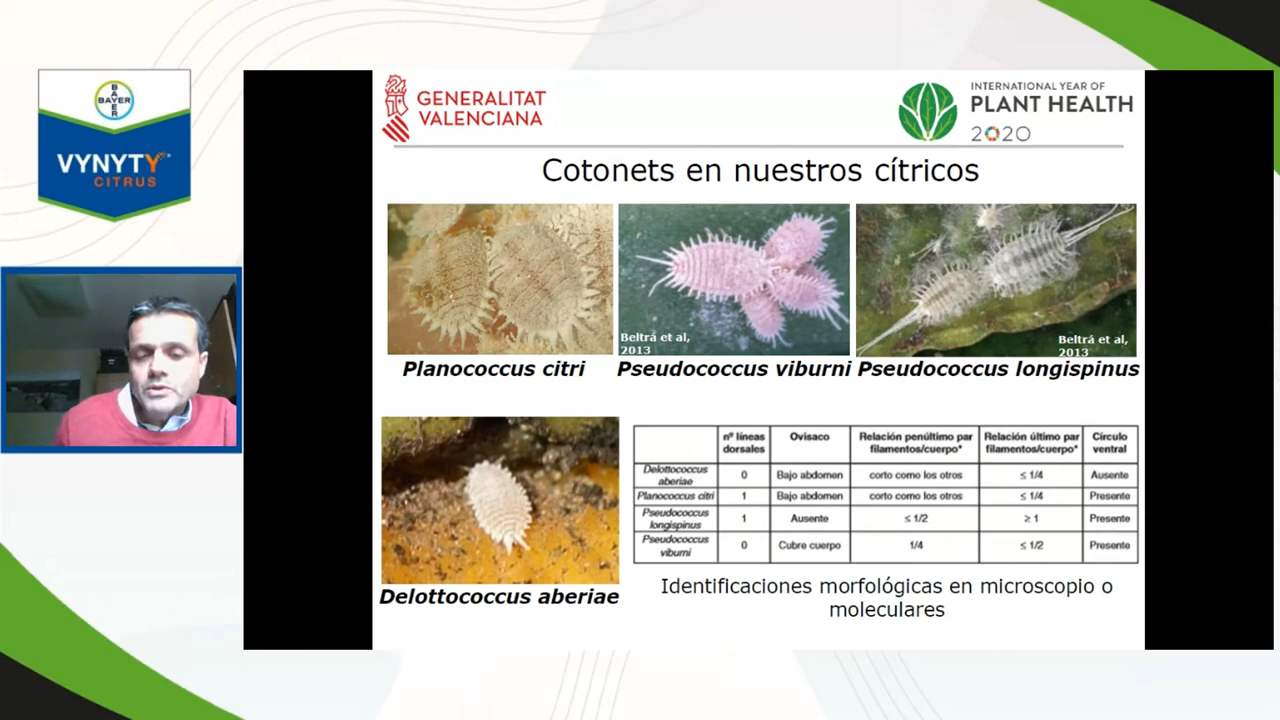 BAYER
BAYER
VYNYTY
CITRUS
GENERALITAT
VALENCIANA
INTERNATIONAL YEAR OF
PLANT HEALTH
2020
Cotonets en nuestros cítricos
Beltrá et al,
2013
Beltrá et al,
2013
Planococcus citri
Pseudococcus viburni
Pseudococcus longispinus
Delottococcus aberiae
nº líneas dorsales Ovisaco Relación penúltimo par filamentos/cuerpo* Relación último par filamentos/cuerpo* Círculo ventral
Delottococcus aberiae 0 Bajo abdomen corto como los otros ≤ 1/4 Ausente
Planococcus citri 1 Bajo abdomen corto como los otros ≤ 1/4 Presente
Pseudococcus longispinus 1 Ausente ≤ 1/2 ≥ 1 Presente
Pseudococcus viburni 0 Cubre cuerpo 1/4 ≤ 1/2 Presente
Identificaciones morfológicas en microscopio o
moleculares